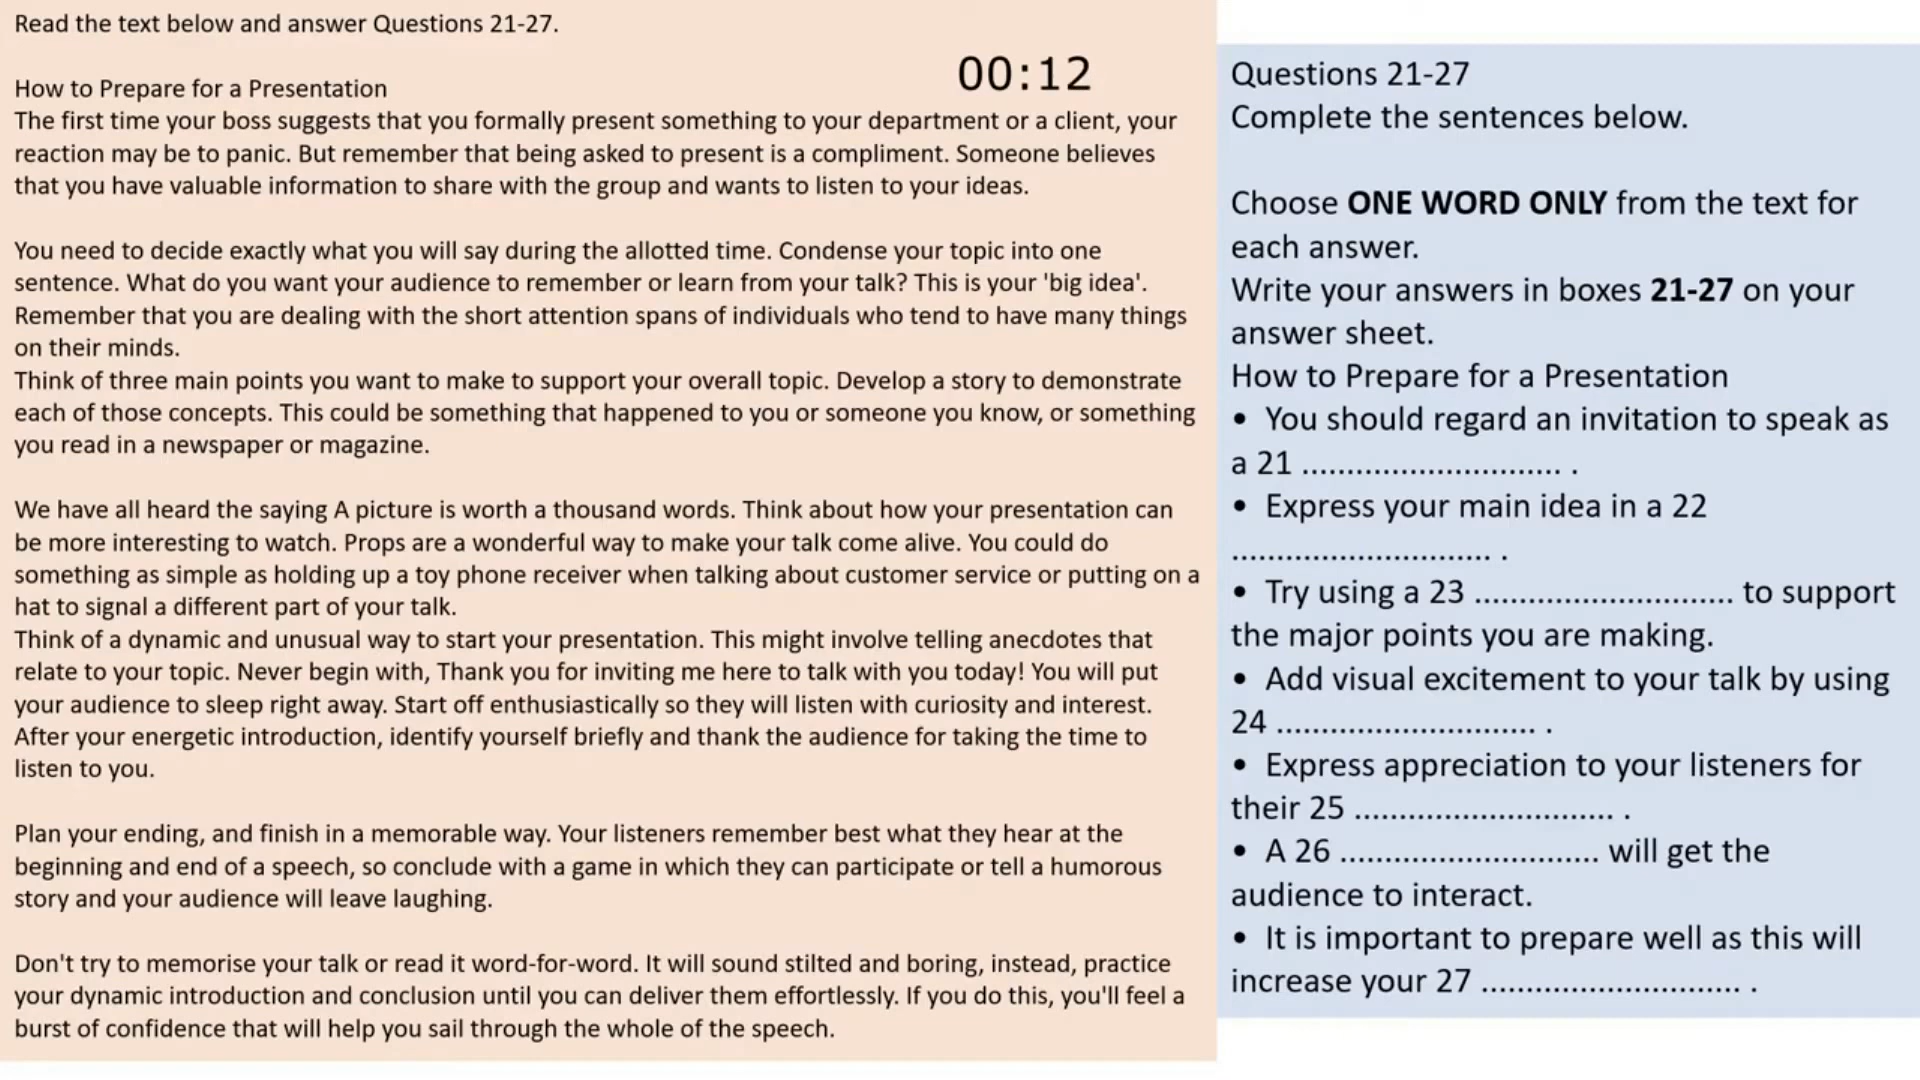 Read the text below and answer Questions 21-27.
00:12
How to Prepare for a Presentation
The first time your boss suggests that you formally present something to your department or a client, your
reaction may be to panic. But remember that being asked to present is a compliment. Someone believes
that you have valuable information to share with the group and wants to listen to your ideas.
You need to decide exactly what you will say during the allotted time. Condense your topic into one
sentence. What do you want your audience to remember or learn from your talk? This is your 'big idea'.
Remember that you are dealing with the short attention spans of individuals who tend to have many things
on their minds.
Think of three main points you want to make to support your overall topic. Develop a story to demonstrate
each of those concepts. This could be something that happened to you or someone you know, or something
you read in a newspaper or magazine.
We have all heard the saying A picture is worth a thousand words. Think about how your presentation can
be more interesting to watch. Props are a wonderful way to make your talk come alive. You could do
something as simple as holding up a toy phone receiver when talking about customer service or putting on a
hat to signal a different part of your talk.
Think of a dynamic and unusual way to start your presentation. This might involve telling anecdotes that
relate to your topic. Never begin with, Thank you for inviting me here to talk with you today! You will put
your audience to sleep right away. Start off enthusiastically so they will listen with curiosity and interest.
After your energetic introduction, identify yourself briefly and thank the audience for taking the time to
listen to you.
Plan your ending, and finish in a memorable way. Your listeners remember best what they hear at the
beginning and end of a speech, so conclude with a game in which they can participate or tell a humorous
story and your audience will leave laughing.
Don't try to memorise your talk or read it word-for-word. It will sound stilted and boring, instead, practice
your dynamic introduction and conclusion until you can deliver them effortlessly. If you do this, you'll feel a
burst of confidence that will help you sail through the whole of the speech.
Questions 21-27
Complete the sentences below.
Choose ONE WORD ONLY from the text for
each answer.
Write your answers in boxes 21-27 on your
answer sheet.
How to Prepare for a Presentation
• You should regard an invitation to speak as
a 21 ............................. .
• Express your main idea in a 22
............................. .
• Try using a 23 ............................. to support
the major points you are making.
• Add visual excitement to your talk by using
24 ............................. .
• Express appreciation to your listeners for
their 25 ............................. .
• A 26 ............................. will get the
audience to interact.
• It is important to prepare well as this will
increase your 27 ............................. .